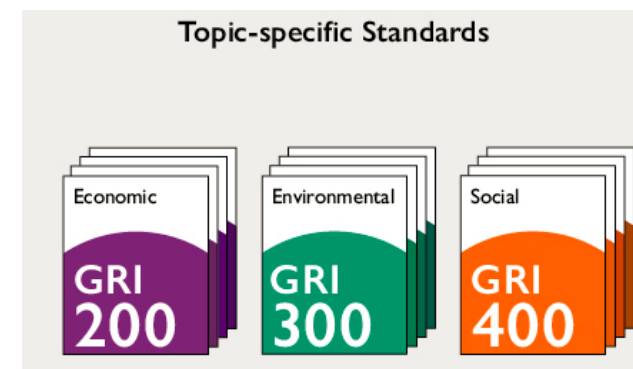 Topic-specific Standards
Economic
GRI
200
Environmental
GRI
300
Social
GRI
400